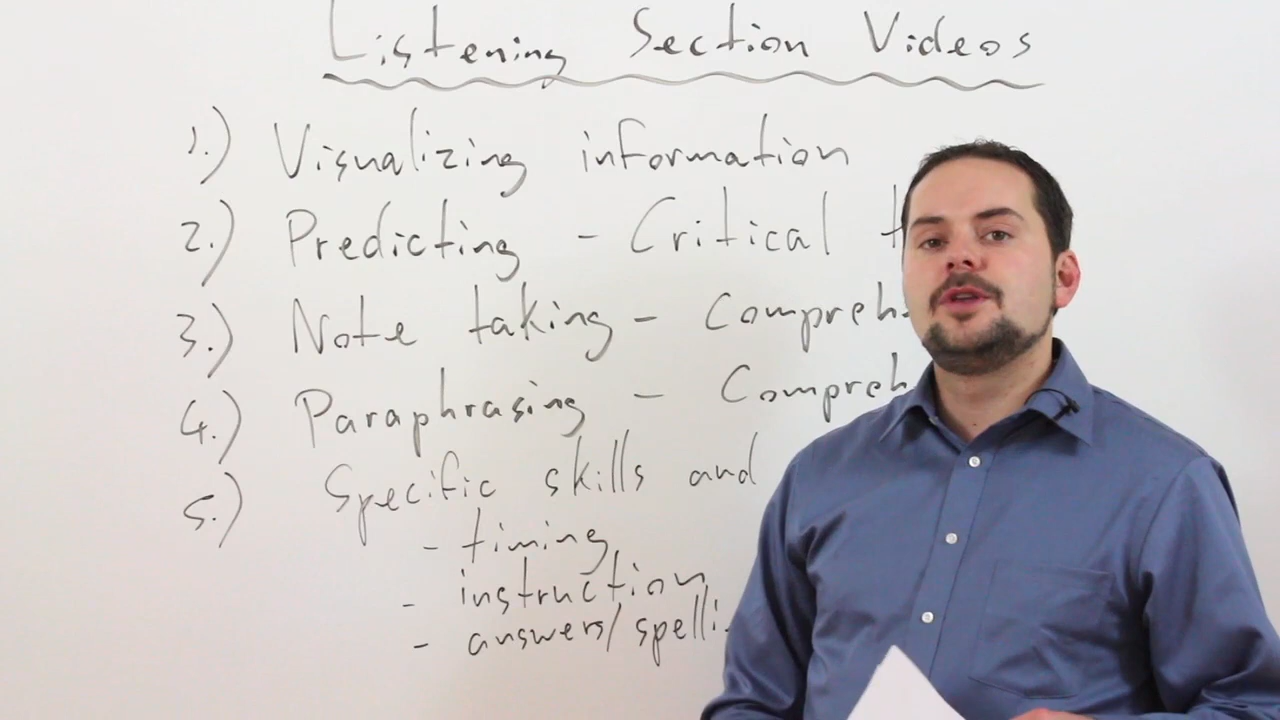 Listening Section Videos
1.) Visualizing information
2.) Predicting - Critical
3.) Note taking - Compreh
4.) Paraphrasing - Compreh
5.) Specific skills and
- timing
- instruction
- answers/spelli